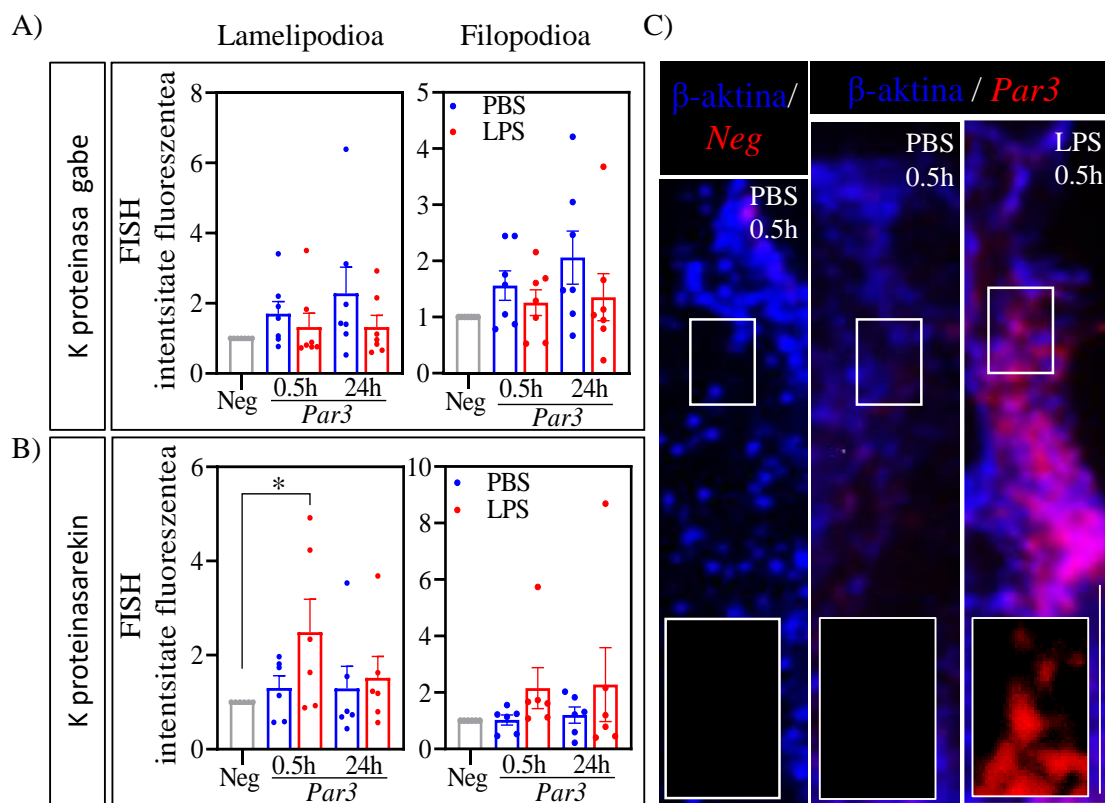 A)
Lamelipodioa
Filopodioa
K proteinasa gabe
FISH
intentsitate fluoreszentea
8
6
4
2
0
Neg
0.5h
24h
Par3
5
4
3
2
1
0
PBS
LPS
Neg
0.5h
24h
Par3
B)
K proteinasarekin
FISH
intentsitate fluoreszentea
6
4
2
0
*
Neg
0.5h
24h
Par3
10
8
6
4
2
0
PBS
LPS
Neg
0.5h
24h
Par3
C)
β-aktina/
Neg
β-aktina / Par3
PBS
0.5h
PBS
0.5h
LPS
0.5h